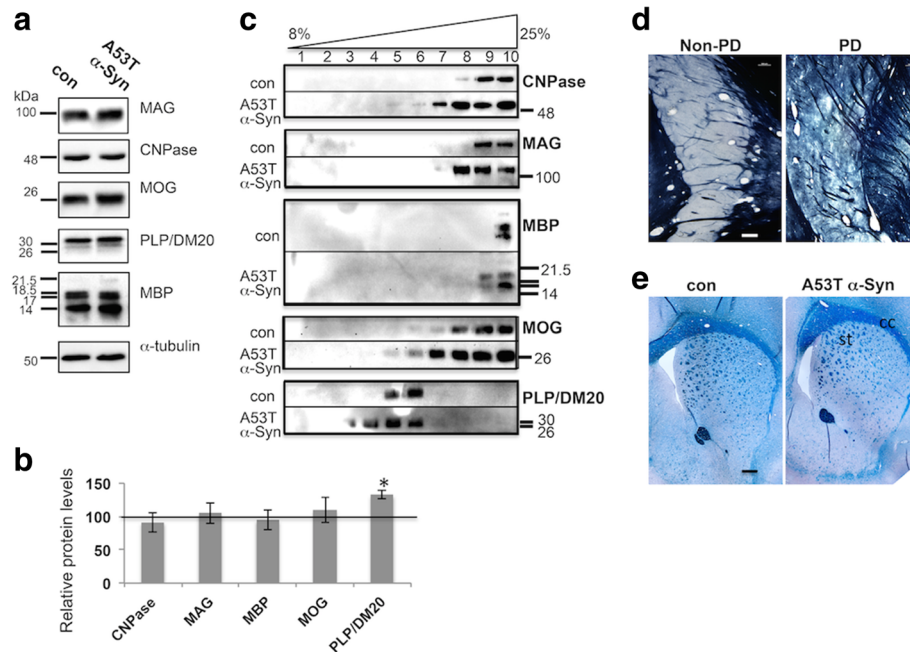 a
con
A53T
α-Syn
kDa
100
MAG
48
CNPase
26
MOG
30
26
PLP/DM20
21.5
18.5
17
14
MBP
50
α-tubulin
b
Relative protein levels
150
100
50
0
*
CNPase
MAG
MBP
MOG
PLP/DM20
c
8%
25%
1 2 3 4 5 6 7 8 9 10
con
CNPase
A53T
α-Syn
48
con
MAG
A53T
α-Syn
100
con
MBP
A53T
α-Syn
21.5
14
con
MOG
A53T
α-Syn
26
con
PLP/DM20
A53T
α-Syn
30
26
d
Non-PD
PD
e
con
A53T α-Syn
cc
st